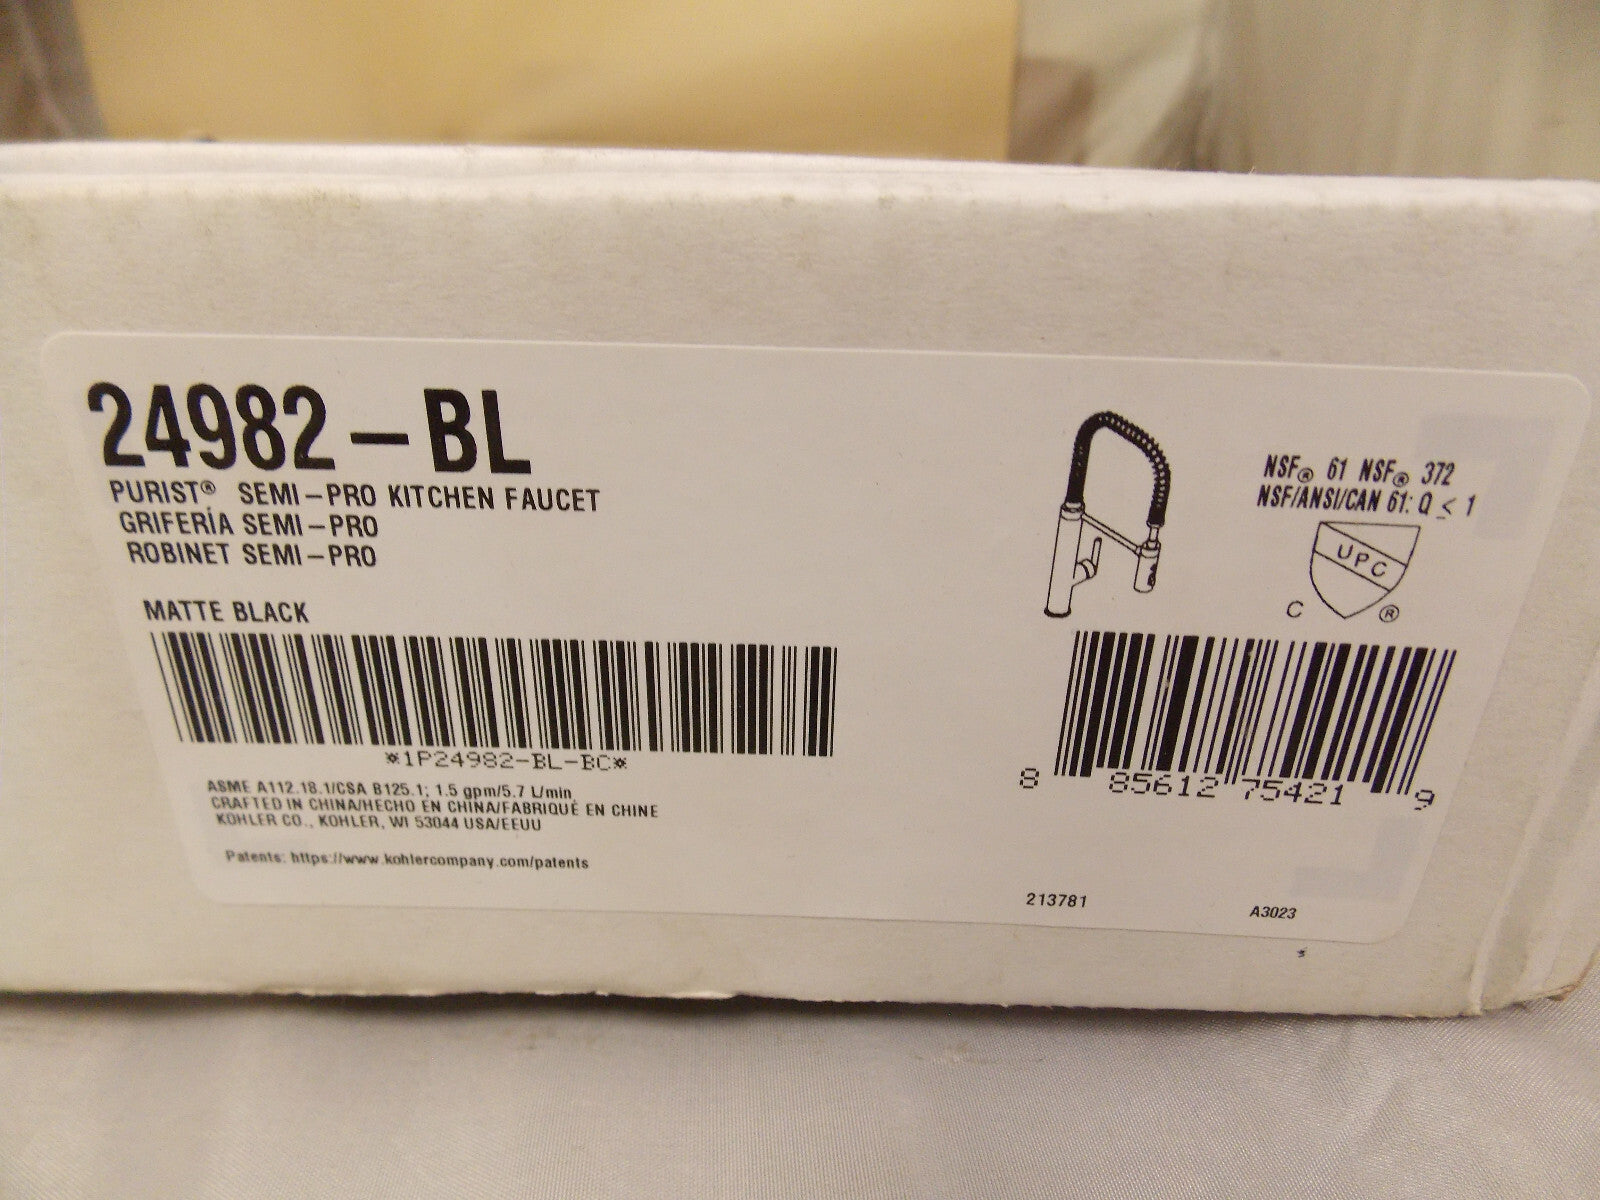 24982-BL
PURIST® SEMI-PRO KITCHEN FAUCET
GRIFERÍA SEMI-PRO
ROBINET SEMI-PRO
MATTE BLACK
*1P24982-BL-BC*
ASME A112.18.1/CSA B125.1; 1.5 gpm/5.7 L/min
CRAFTED IN CHINA/HECHO EN CHINA/FABRIQUÉ EN CHINE
KOHLER CO., KOHLER, WI 53044 USA/EEUU
Patents: https://www.kohlercompany.com/patents
NSF® 61 NSF® 372
NSF/ANSI/CAN 61: Q ≤ 1
UPC
C ®
8 85612 75421 9
213781
A3023